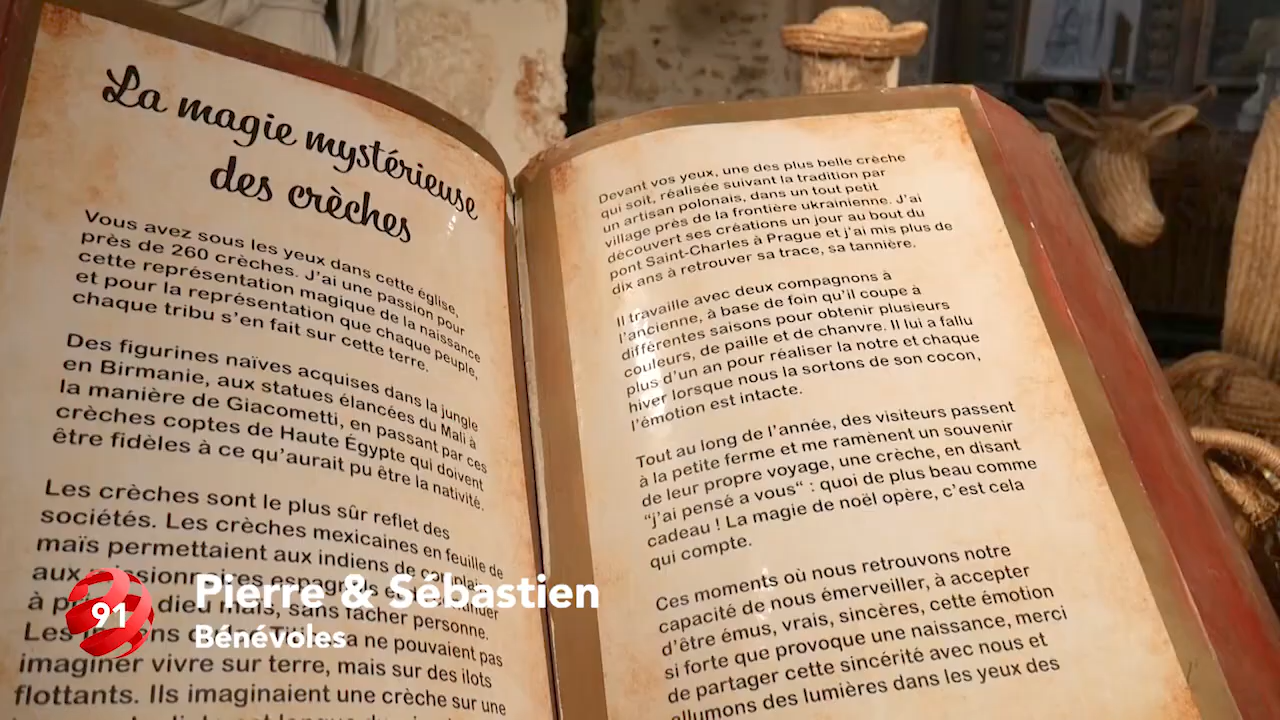 La magie mystérieuse
des crèches
Vous avez sous les yeux dans cette église,
près de 260 crèches. J'ai une passion pour
cette représentation magique de la naissance
et pour la représentation que chaque peuple,
chaque tribu s'en fait sur cette terre.
Des figurines naïves acquises dans la jungle
en Birmanie, aux statues élancées du Mali à
la manière de Giacometti, en passant par ces
crèches coptes de Haute Égypte qui doivent
être fidèles à ce qu'aurait pu être la nativité.
Les crèches sont le plus sûr reflet des
sociétés. Les crèches mexicaines en feuille de
maïs permettaient aux indiens de
aux espagnols
à dieu maïs, sans fâcher personne.
Les ne pouvaient pas
imaginer vivre sur terre, mais sur des ilots
flottants. Ils imaginaient une crèche sur une
Devant vos yeux, une des plus belle crèche
qui soit, réalisée suivant la tradition par
un artisan polonais, dans un tout petit
village près de la frontière ukrainienne. J'ai
découvert ses créations un jour au bout du
pont Saint-Charles à Prague et j'ai mis plus de
dix ans à retrouver sa trace, sa tannière.
Il travaille avec deux compagnons à
l'ancienne, à base de foin qu'il coupe à
différentes saisons pour obtenir plusieurs
couleurs, de paille et de chanvre. Il lui a fallu
plus d'un an pour réaliser la notre et chaque
hiver lorsque nous la sortons de son cocon,
l'émotion est intacte.
Tout au long de l'année, des visiteurs passent
à la petite ferme et me ramènent un souvenir
de leur propre voyage, une crèche, en disant
“j'ai pensé a vous“ : quoi de plus beau comme
cadeau ! La magie de noël opère, c'est cela
qui compte.
Ces moments où nous retrouvons notre
capacité de nous émerveiller, à accepter
d'être émus, vrais, sincères, cette émotion
si forte que provoque une naissance, merci
de partager cette sincérité avec nous et
allumons des lumières dans les yeux des
91
Pierre & Sébastien
Bénévoles